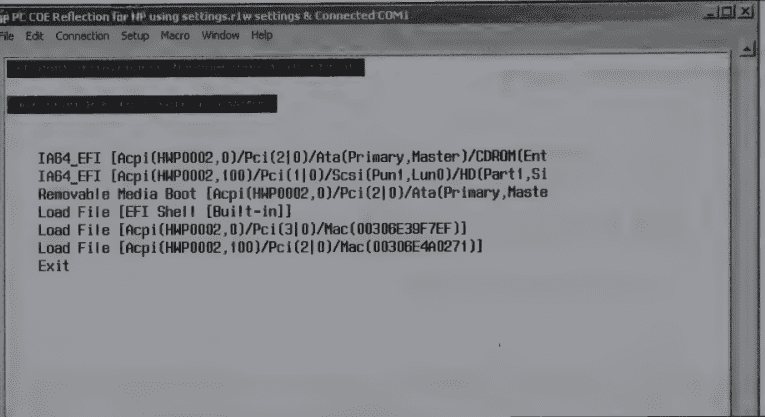 PC COE Reflection for HP using settings.r1w settings & Connected COM1
File Edit Connection Setup Macro Window Help
IA64_EFI [Acpi(HWP0002,0)/Pci(2|0)/Ata(Primary,Master)/CDROM(Ent
IA64_EFI [Acpi(HWP0002,100)/Pci(1|0)/Scsi(Pun1,Lun0)/HD(Part1,Si
Removable Media Boot [Acpi(HWP0002,0)/Pci(2|0)/Ata(Primary,Maste
Load File [EFI Shell [Built-in]]
Load File [Acpi(HWP0002,0)/Pci(3|0)/Mac(00306E39F7EF)]
Load File [Acpi(HWP0002,100)/Pci(2|0)/Mac(00306E4A0271)]
Exit